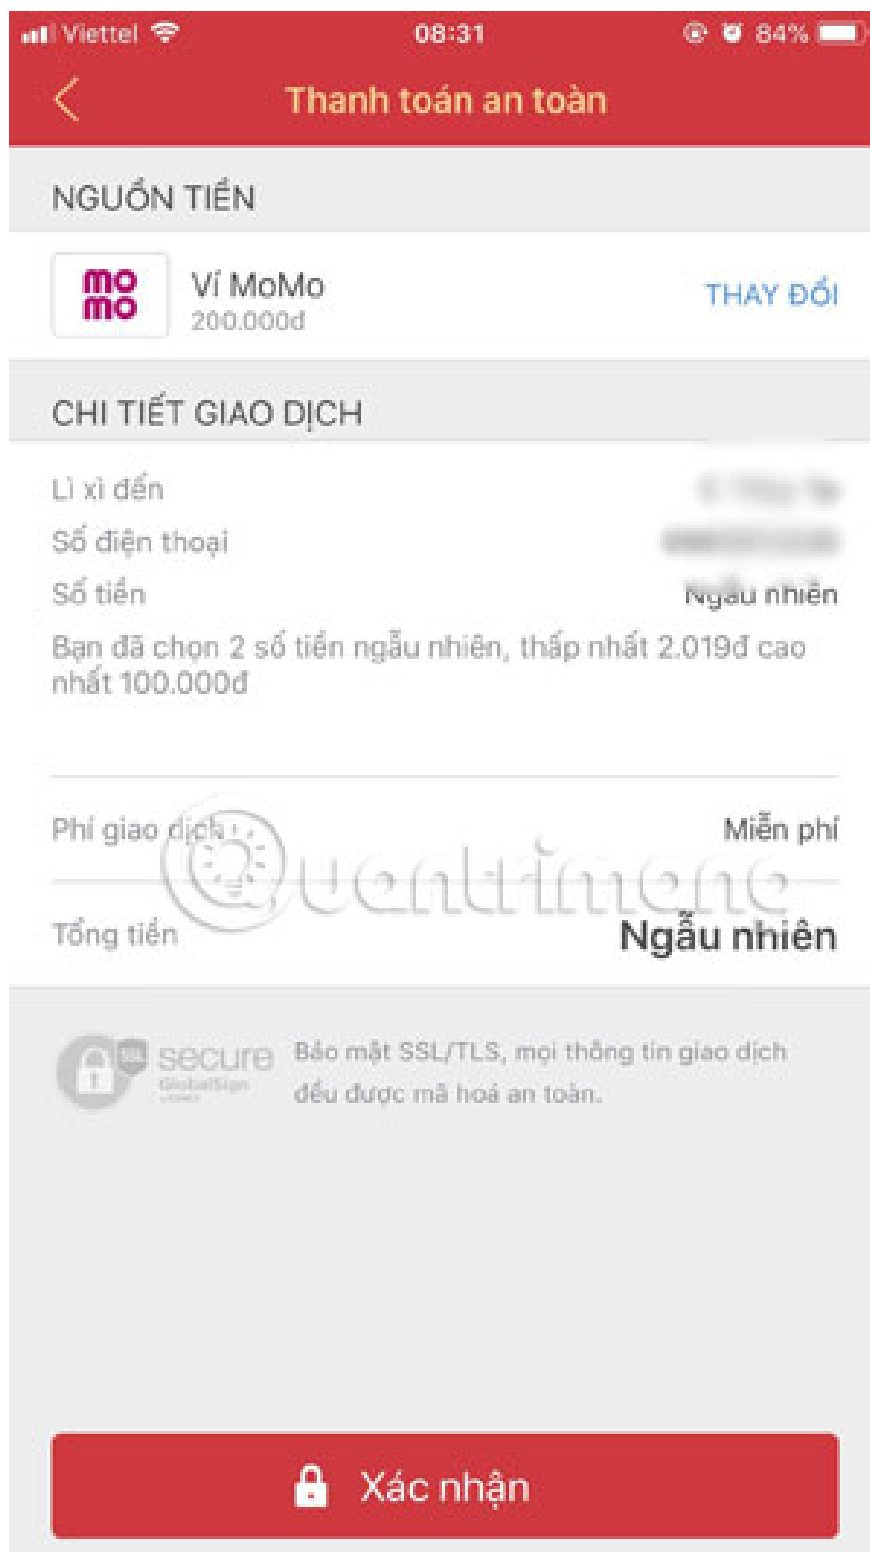 Viettel 08:31 84%
Thanh toán an toàn
NGUỒN TIỀN
mo
mo
Ví MoMo
200.000đ
THAY ĐỔI
CHI TIẾT GIAO DỊCH
Lì xì đến
Số điện thoại
Số tiền Ngẫu nhiên
Bạn đã chọn 2 số tiền ngẫu nhiên, thấp nhất 2.019đ cao
nhất 100.000đ
Phí giao dịch Miễn phí
Quantrimang
Tổng tiền Ngẫu nhiên
SSL secure
GlobalSign
Bảo mật SSL/TLS, mọi thông tin giao dịch
đều được mã hoá an toàn.
Xác nhận